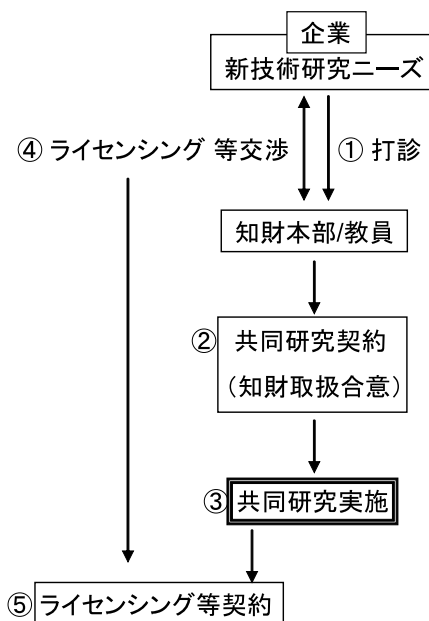 企業
新技術研究ニーズ
④ ライセンシング 等交渉
① 打診
知財本部/教員
② 共同研究契約
（知財取扱合意）
③ 共同研究実施
⑤ ライセンシング等契約